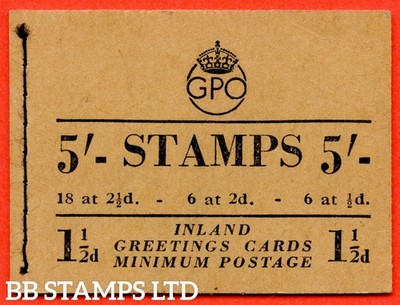 GPO
5/- STAMPS 5/-
18 at 2½d. - 6 at 2d. - 6 at ½d.
1½d INLAND 1½d
GREETINGS CARDS
MINIMUM POSTAGE
BB STAMPS LTD